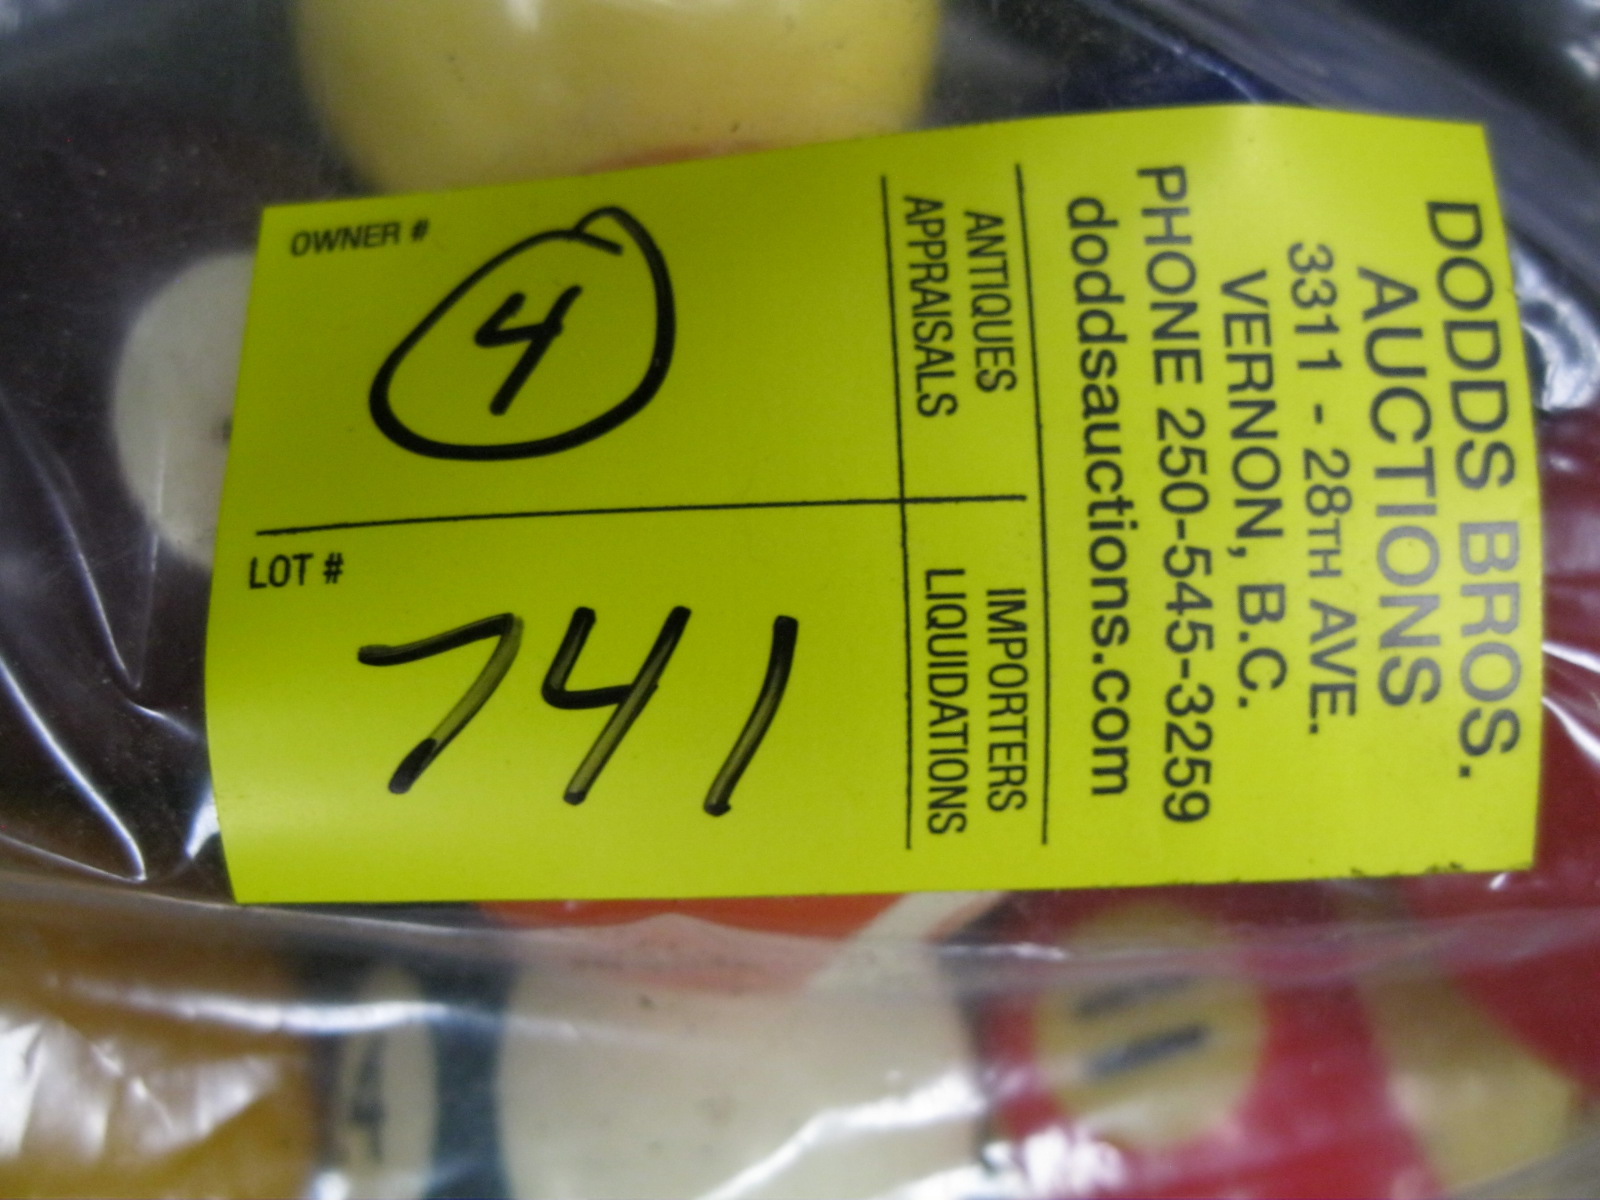 DODDS BROS.
AUCTIONS
3311 - 28TH AVE.
VERNON, B.C.
PHONE 250-545-3259
doddsauctions.com
ANTIQUES
APPRAISALS
IMPORTERS
LIQUIDATIONS
OWNER #
4
LOT #
741
11